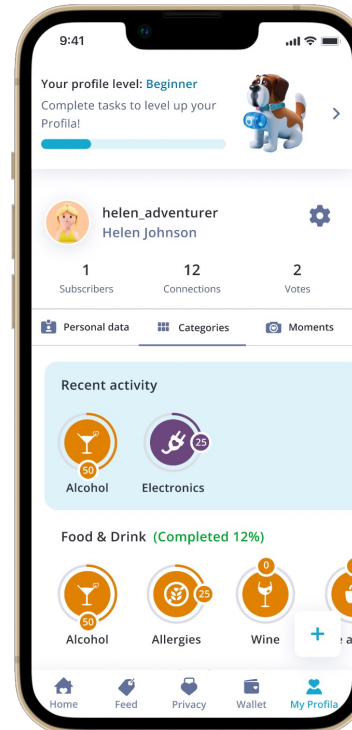 9:41
Your profile level: Beginner
Complete tasks to level up your
Profila!
helen_adventurer
Helen Johnson
1 12 2
Subscribers Connections Votes
Personal data Categories Moments
Recent activity
50 25
Alcohol Electronics
Food & Drink (Completed 12%)
50 25 0
Alcohol Allergies Wine
+
Home Feed Privacy Wallet My Profila